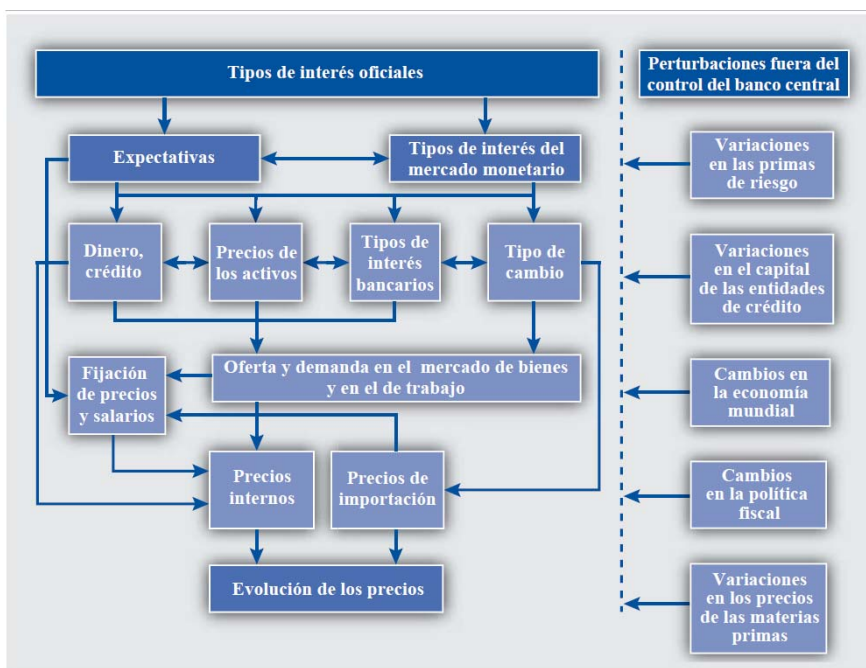 Tipos de interés oficiales
Perturbaciones fuera del
control del banco central
Expectativas
Tipos de interés del
mercado monetario
Variaciones
en las primas
de riesgo
Dinero,
crédito
Precios de
los activos
Tipos de
interés
bancarios
Tipo de
cambio
Variaciones
en el capital
de las entidades
de crédito
Fijación
de precios
y salarios
Oferta y demanda en el mercado de bienes
y en el de trabajo
Cambios en
la economía
mundial
Precios
internos
Precios de
importación
Cambios
en la política
fiscal
Evolución de los precios
Variaciones
en los precios
de las materias
primas